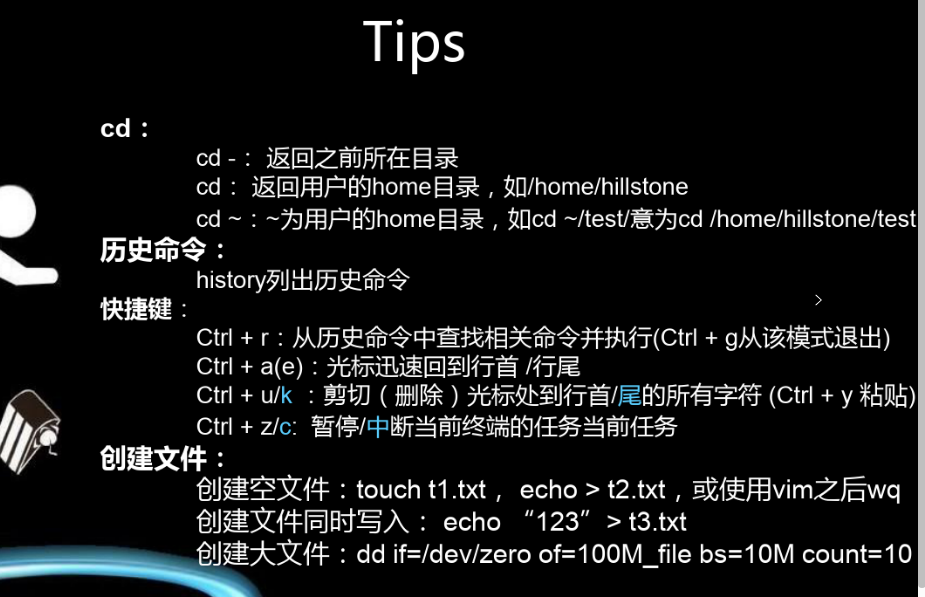 Tips
cd：
cd -： 返回之前所在目录
cd： 返回用户的home目录，如/home/hillstone
cd ~：~为用户的home目录，如cd ~/test/意为cd /home/hillstone/test
历史命令：
history列出历史命令
快捷键：
Ctrl + r：从历史命令中查找相关命令并执行(Ctrl + g从该模式退出)
Ctrl + a(e)：光标迅速回到行首 /行尾
Ctrl + u/k ：剪切（删除）光标处到行首/尾的所有字符 (Ctrl + y 粘贴)
Ctrl + z/c: 暂停/中断当前终端的任务当前任务
创建文件：
创建空文件：touch t1.txt， echo > t2.txt，或使用vim之后wq
创建文件同时写入： echo “123” > t3.txt
创建大文件：dd if=/dev/zero of=100M_file bs=10M count=10